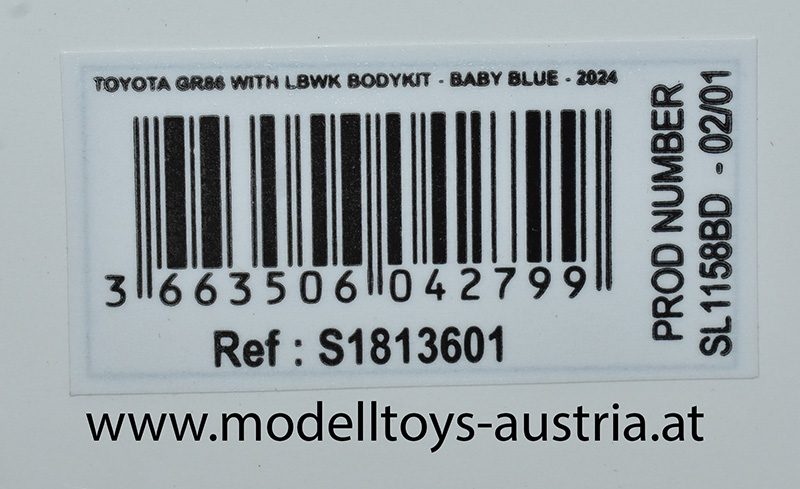 TOYOTA GR86 WITH LBWK BODYKIT - BABY BLUE - 2024
3 663506 042799
Ref : S1813601
PROD NUMBER
SL1158BD - 02/01
www.modelltoys-austria.at